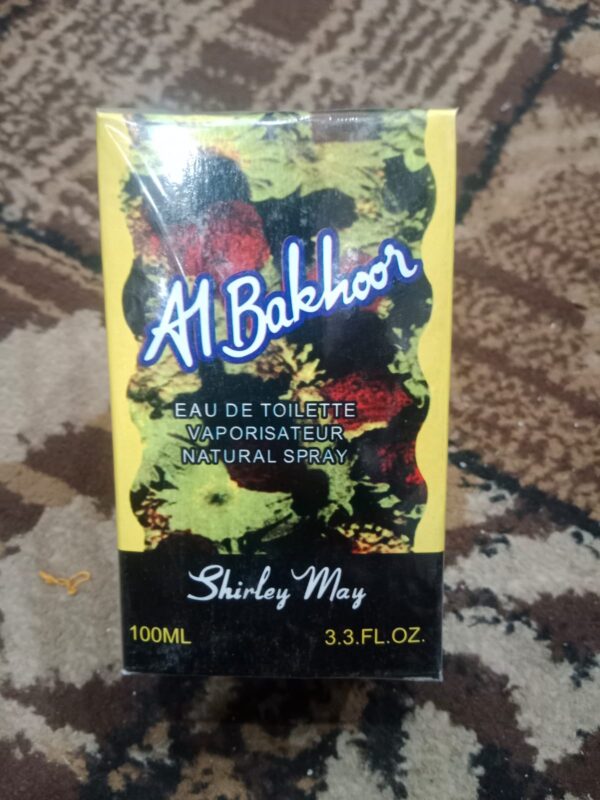 Al Bakhoor
EAU DE TOILETTE
VAPORISATEUR
NATURAL SPRAY
Shirley May
100ML
3.3.FL.OZ.